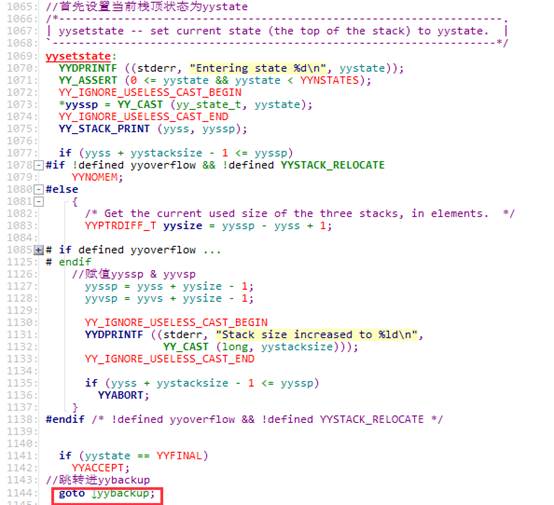 1065: //首先设置当前栈顶状态为yystate
1066: /*--------------------------------------------------------------------.
1067: | yysetstate -- set current state (the top of the stack) to yystate.  |
1068: `--------------------------------------------------------------------*/
1069: yysetstate:
1070:   YYDPRINTF ((stderr, "Entering state %d\n", yystate));
1071:   YY_ASSERT (0 <= yystate && yystate < YYNSTATES);
1072:   YY_IGNORE_USELESS_CAST_BEGIN
1073:   *yyssp = YY_CAST (yy_state_t, yystate);
1074:   YY_IGNORE_USELESS_CAST_END
1075:   YY_STACK_PRINT (yyss, yyssp);
1076:
1077:   if (yyss + yystacksize - 1 <= yyssp)
1078: #if !defined yyoverflow && !defined YYSTACK_RELOCATE
1079:     YYNOMEM;
1080: #else
1081:     {
1082:       /* Get the current used size of the three stacks, in elements.  */
1083:       YYPTRDIFF_T yysize = yyssp - yyss + 1;
1084:
1085: # if defined yyoverflow ...
1125: # endif
1126:     //赋值yyssp & yyvsp
1127:       yyssp = yyss + yysize - 1;
1128:       yyvsp = yyvs + yysize - 1;
1129:
1130:       YY_IGNORE_USELESS_CAST_BEGIN
1131:       YYDPRINTF ((stderr, "Stack size increased to %ld\n",
1132:                   YY_CAST (long, yystacksize)));
1133:       YY_IGNORE_USELESS_CAST_END
1134:
1135:       if (yyss + yystacksize - 1 <= yyssp)
1136:         YYABORT;
1137:     }
1138: #endif /* !defined yyoverflow && !defined YYSTACK_RELOCATE */
1139:
1140:
1141:   if (yystate == YYFINAL)
1142:     YYACCEPT;
1143: //跳转进yybackup
1144:   goto yybackup;
1145: